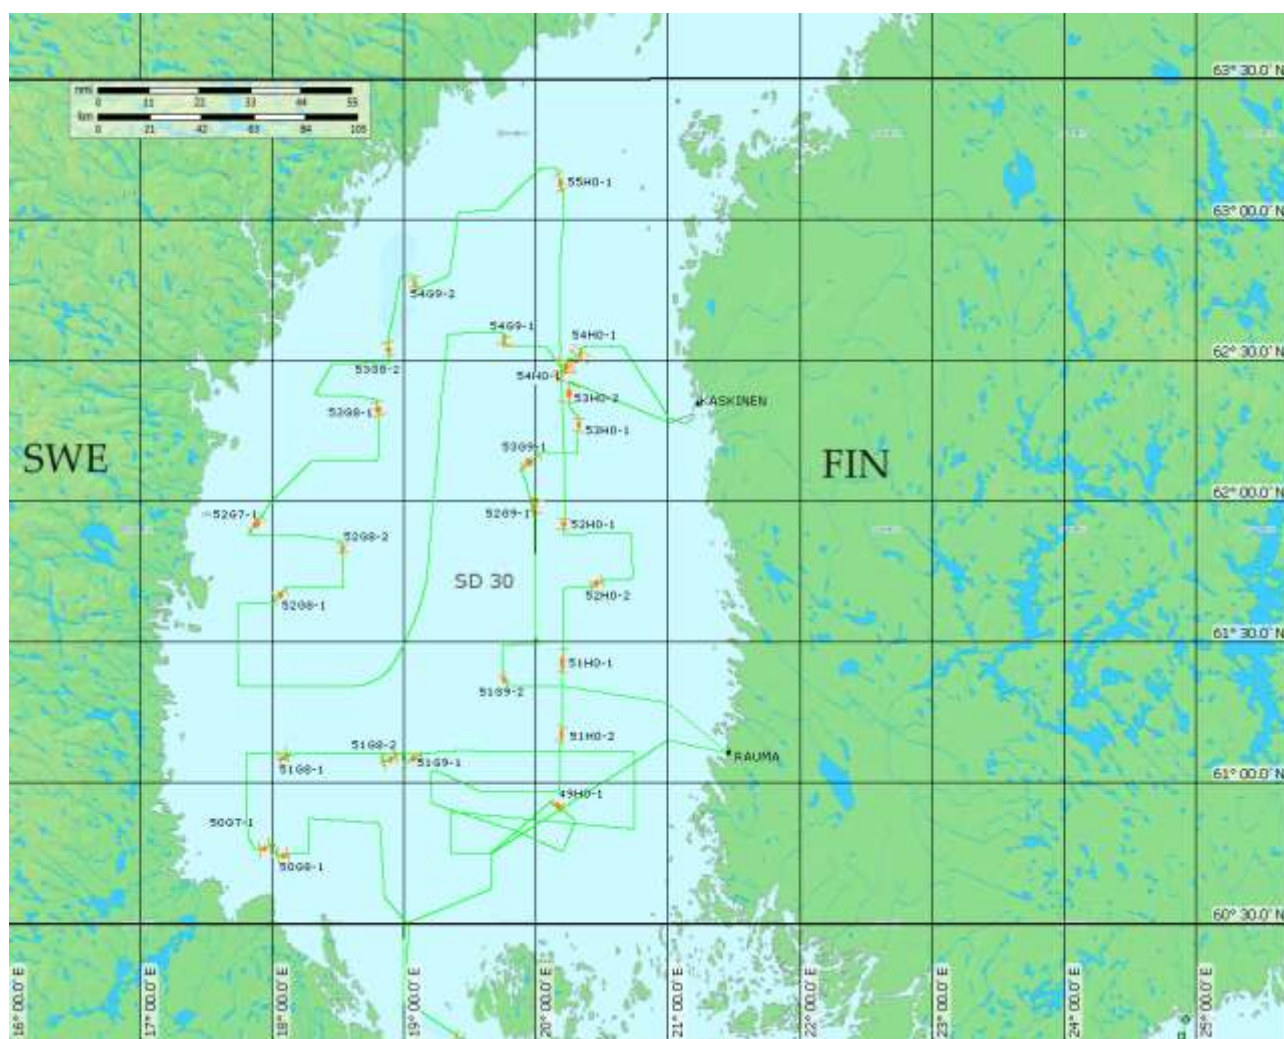 63° 30.0' N
nmi
0 11 22 33 44 55
km
0 21 42 63 84 105
55H0-1
63° 00.0' N
54G9-2
54G9-1
54H0-1
62° 30.0' N
53G8-2
54H0-1
53H0-2
KASKINEN
53G8-1
53H0-1
53G9-1
SWE
FIN
62° 00.0' N
52G7-1
52G9-1
52H0-1
52G8-2
SD 30
52G8-1
52H0-2
61° 30.0' N
51H0-1
51G9-2
51H0-2
51G8-2
51G8-1
51G9-1
RAUMA
61° 00.0' N
49H0-1
50G7-1
50G8-1
60° 30.0' N
16° 00.0' E
17° 00.0' E
18° 00.0' E
19° 00.0' E
20° 00.0' E
21° 00.0' E
22° 00.0' E
23° 00.0' E
24° 00.0' E
25° 00.0' E